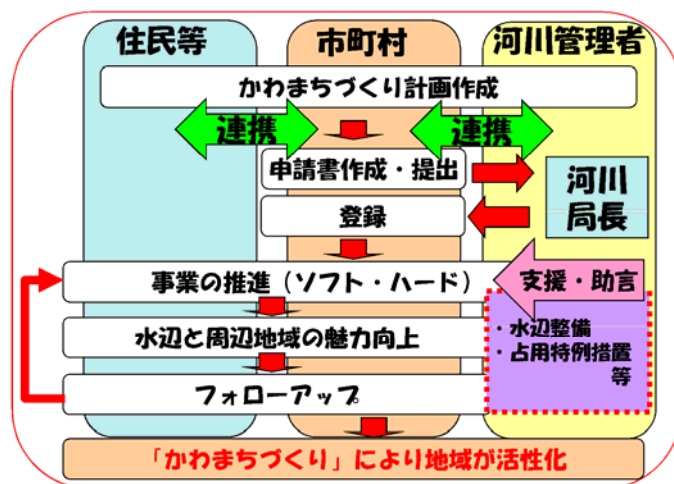 住民等
市町村
河川管理者
かわまちづくり計画作成
連携
連携
申請書作成・提出
河川
局長
登録
事業の推進（ソフト・ハード）
支援・助言
水辺と周辺地域の魅力向上
・水辺整備
・占用特例措置
等
フォローアップ
「かわまちづくり」により地域が活性化